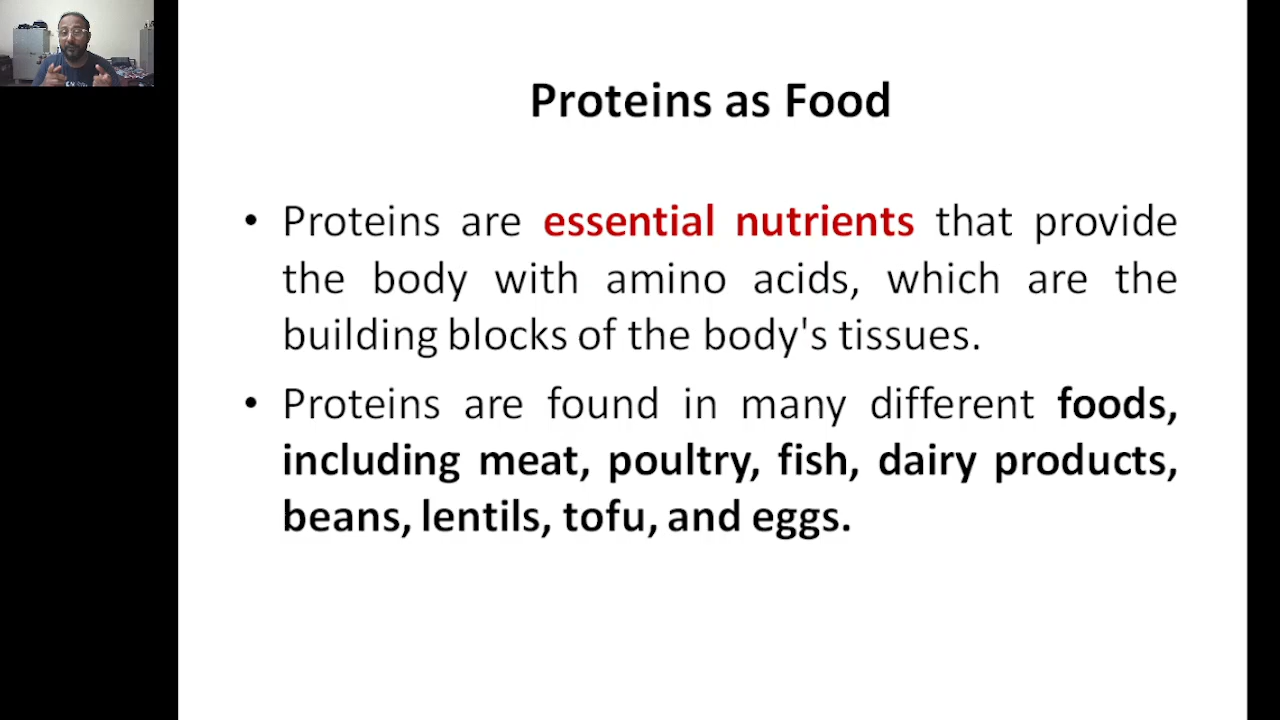 Proteins as Food
• Proteins are essential nutrients that provide
the body with amino acids, which are the
building blocks of the body's tissues.
• Proteins are found in many different foods,
including meat, poultry, fish, dairy products,
beans, lentils, tofu, and eggs.